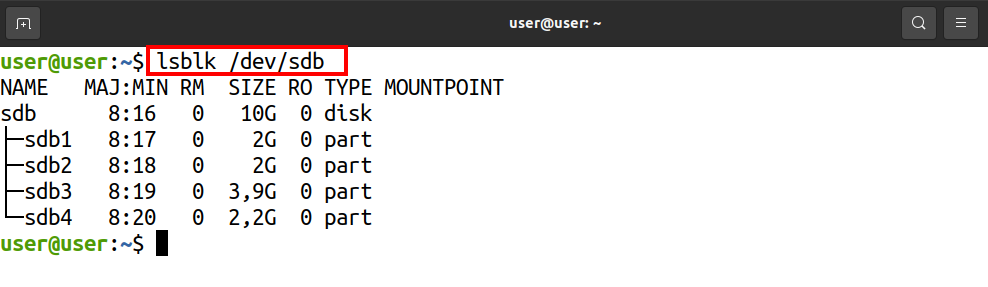 user@user: ~
user@user:~$ lsblk /dev/sdb
NAME   MAJ:MIN RM  SIZE RO TYPE MOUNTPOINT
sdb      8:16   0   10G  0 disk
├─sdb1   8:17   0    2G  0 part
├─sdb2   8:18   0    2G  0 part
├─sdb3   8:19   0  3,9G  0 part
└─sdb4   8:20   0  2,2G  0 part
user@user:~$